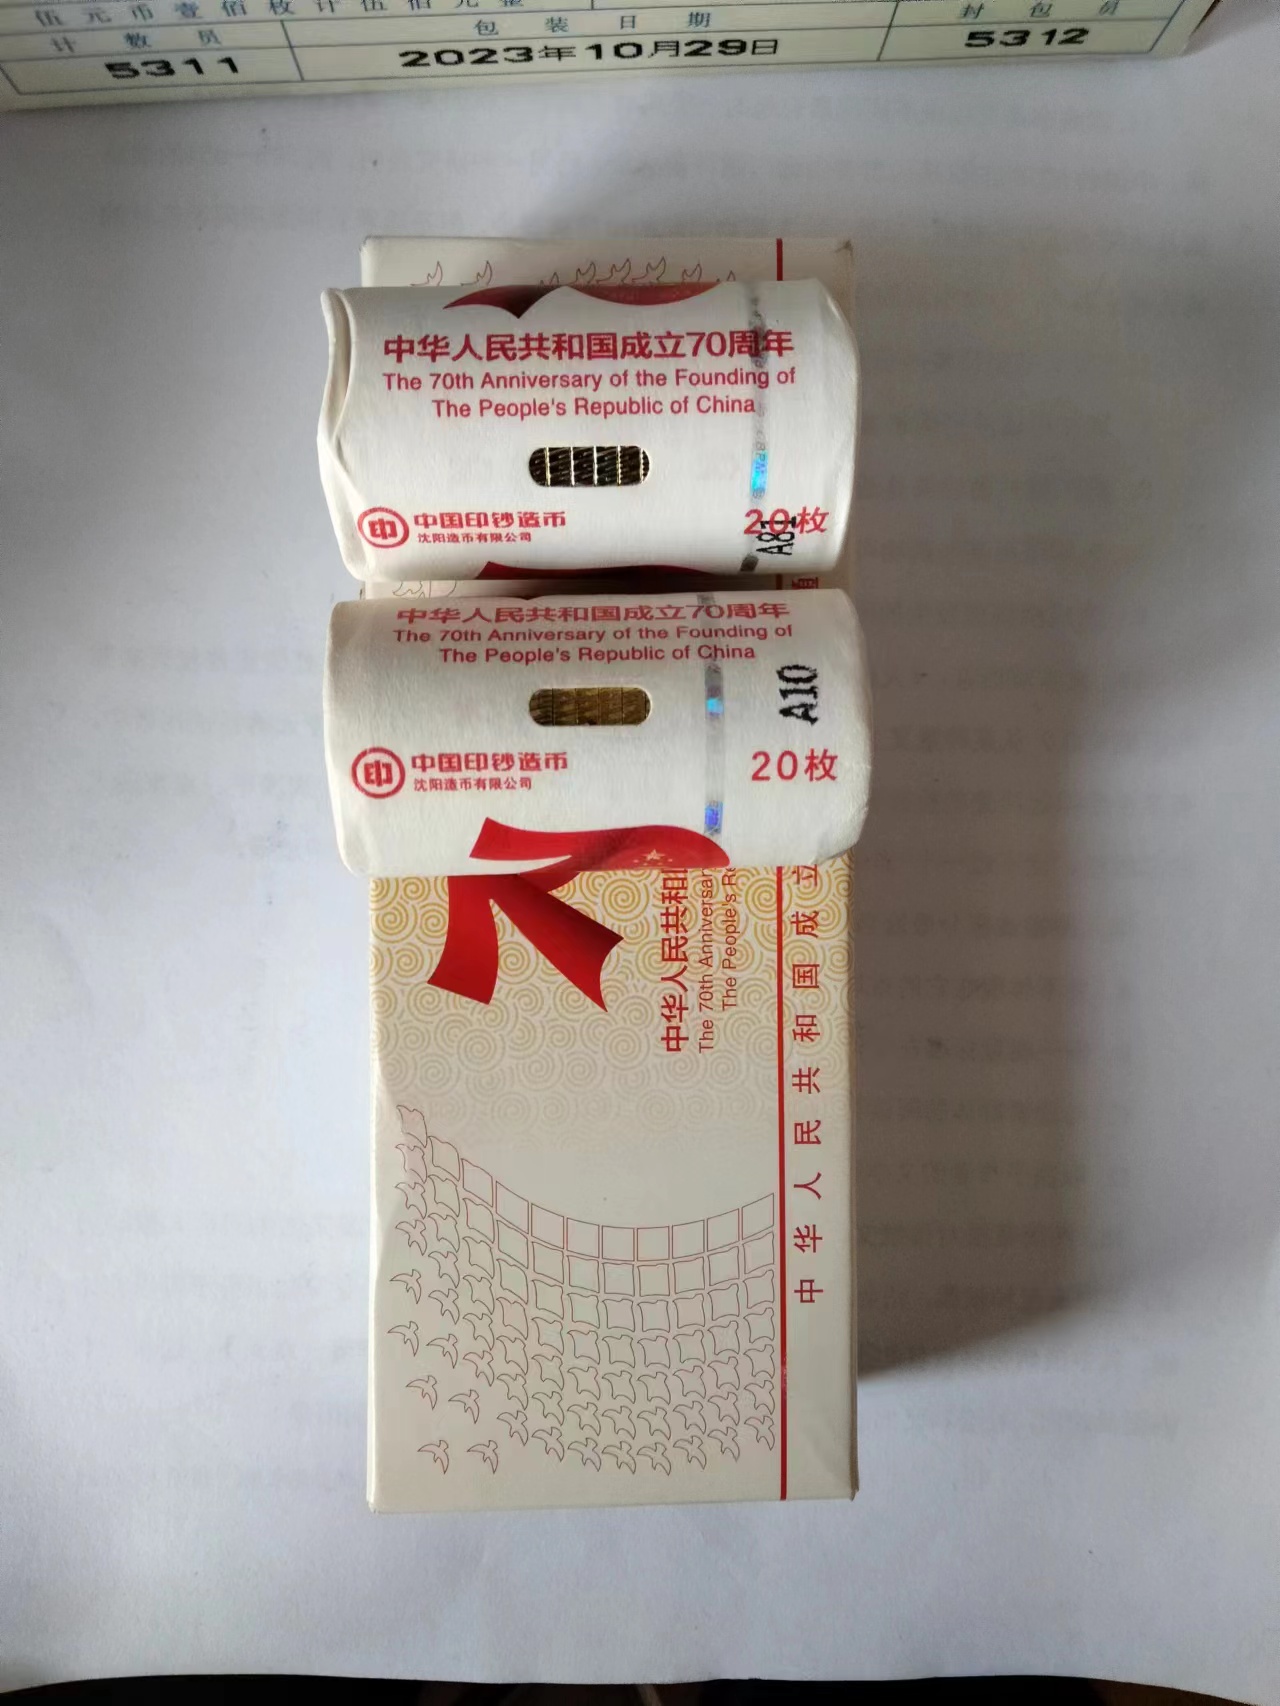 伍元币壹佰枚计伍佰元整
计数员
包装日期
封包员
5311
2023年10月29日
5312
中华人民共和国成立70周年
The 70th Anniversary of the Founding of
The People's Republic of China
中国印钞造币
沈阳造币有限公司
20枚
A81
中华人民共和国成立70周年
The 70th Anniversary of the Founding of
The People's Republic of China
A10
中国印钞造币
沈阳造币有限公司
20枚
中华人民共和
The 70th Anniversar
The People's Re
中华人民共和国成立